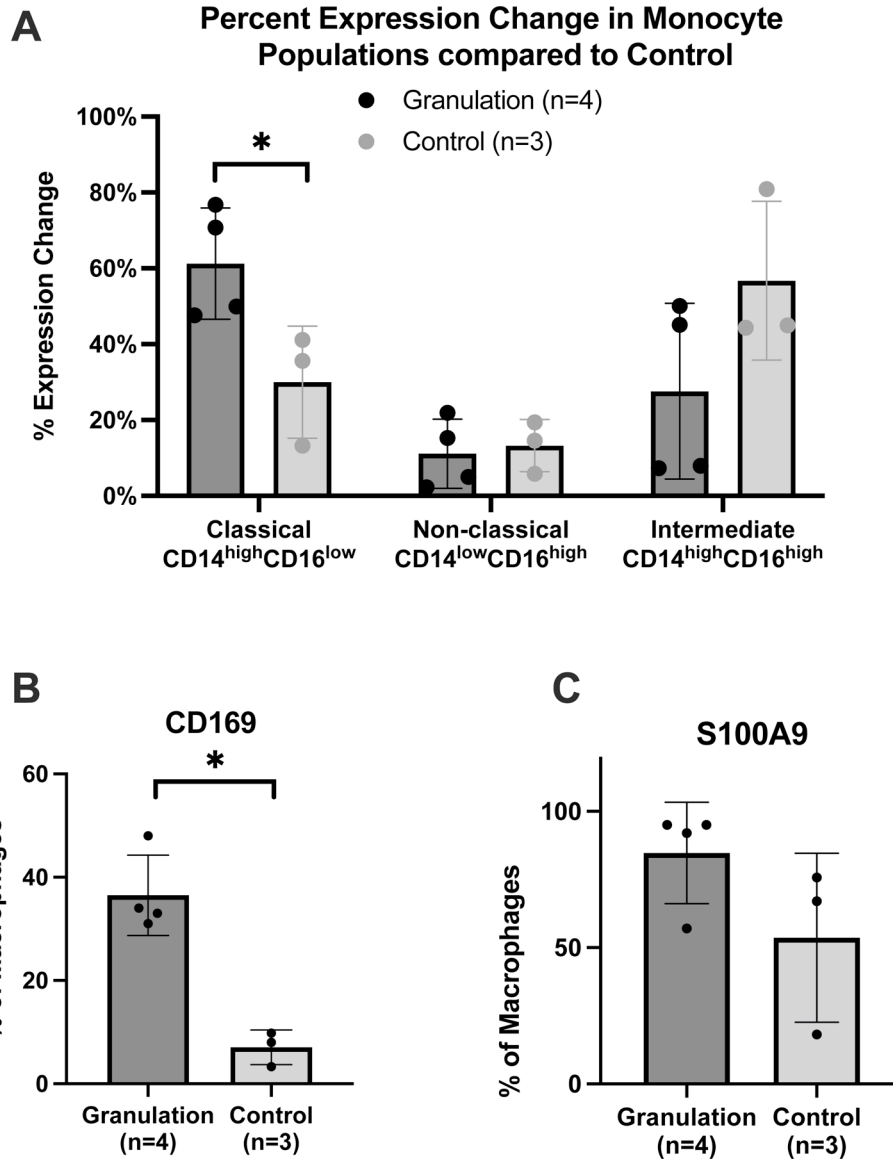 A
Percent Expression Change in Monocyte
Populations compared to Control
Granulation (n=4)
Control (n=3)
% Expression Change
100%
80%
60%
40%
20%
0%
*
Classical
CD14highCD16low
Non-classical
CD14lowCD16high
Intermediate
CD14highCD16high
B
CD169
*
60
40
20
0
Granulation
(n=4)
Control
(n=3)
C
S100A9
% of Macrophages
100
50
0
Granulation
(n=4)
Control
(n=3)